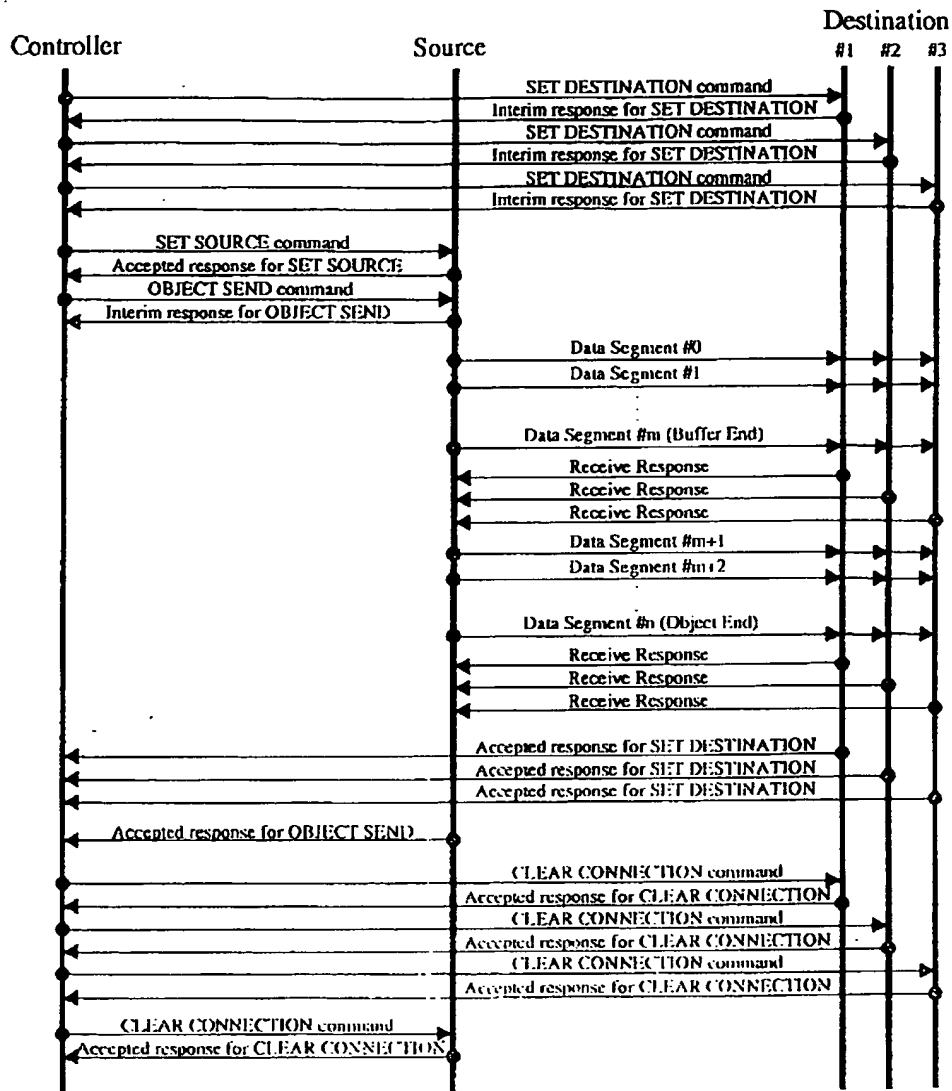 Destination
Controller Source #1 #2 #3
SET DESTINATION command
Interim response for SET DESTINATION
SET DESTINATION command
Interim response for SET DESTINATION
SET DESTINATION command
Interim response for SET DESTINATION
SET SOURCE command
Accepted response for SET SOURCE
OBJECT SEND command
Interim response for OBJECT SEND
Data Segment #0
Data Segment #1
Data Segment #m (Buffer End)
Receive Response
Receive Response
Receive Response
Data Segment #m+1
Data Segment #m+2
Data Segment #n (Object End)
Receive Response
Receive Response
Receive Response
Accepted response for SET DESTINATION
Accepted response for SET DESTINATION
Accepted response for SET DESTINATION
Accepted response for OBJECT SEND
CLEAR CONNECTION command
Accepted response for CLEAR CONNECTION
CLEAR CONNECTION command
Accepted response for CLEAR CONNECTION
CLEAR CONNECTION command
Accepted response for CLEAR CONNECTION
CLEAR CONNECTION command
Accepted response for CLEAR CONNECTION